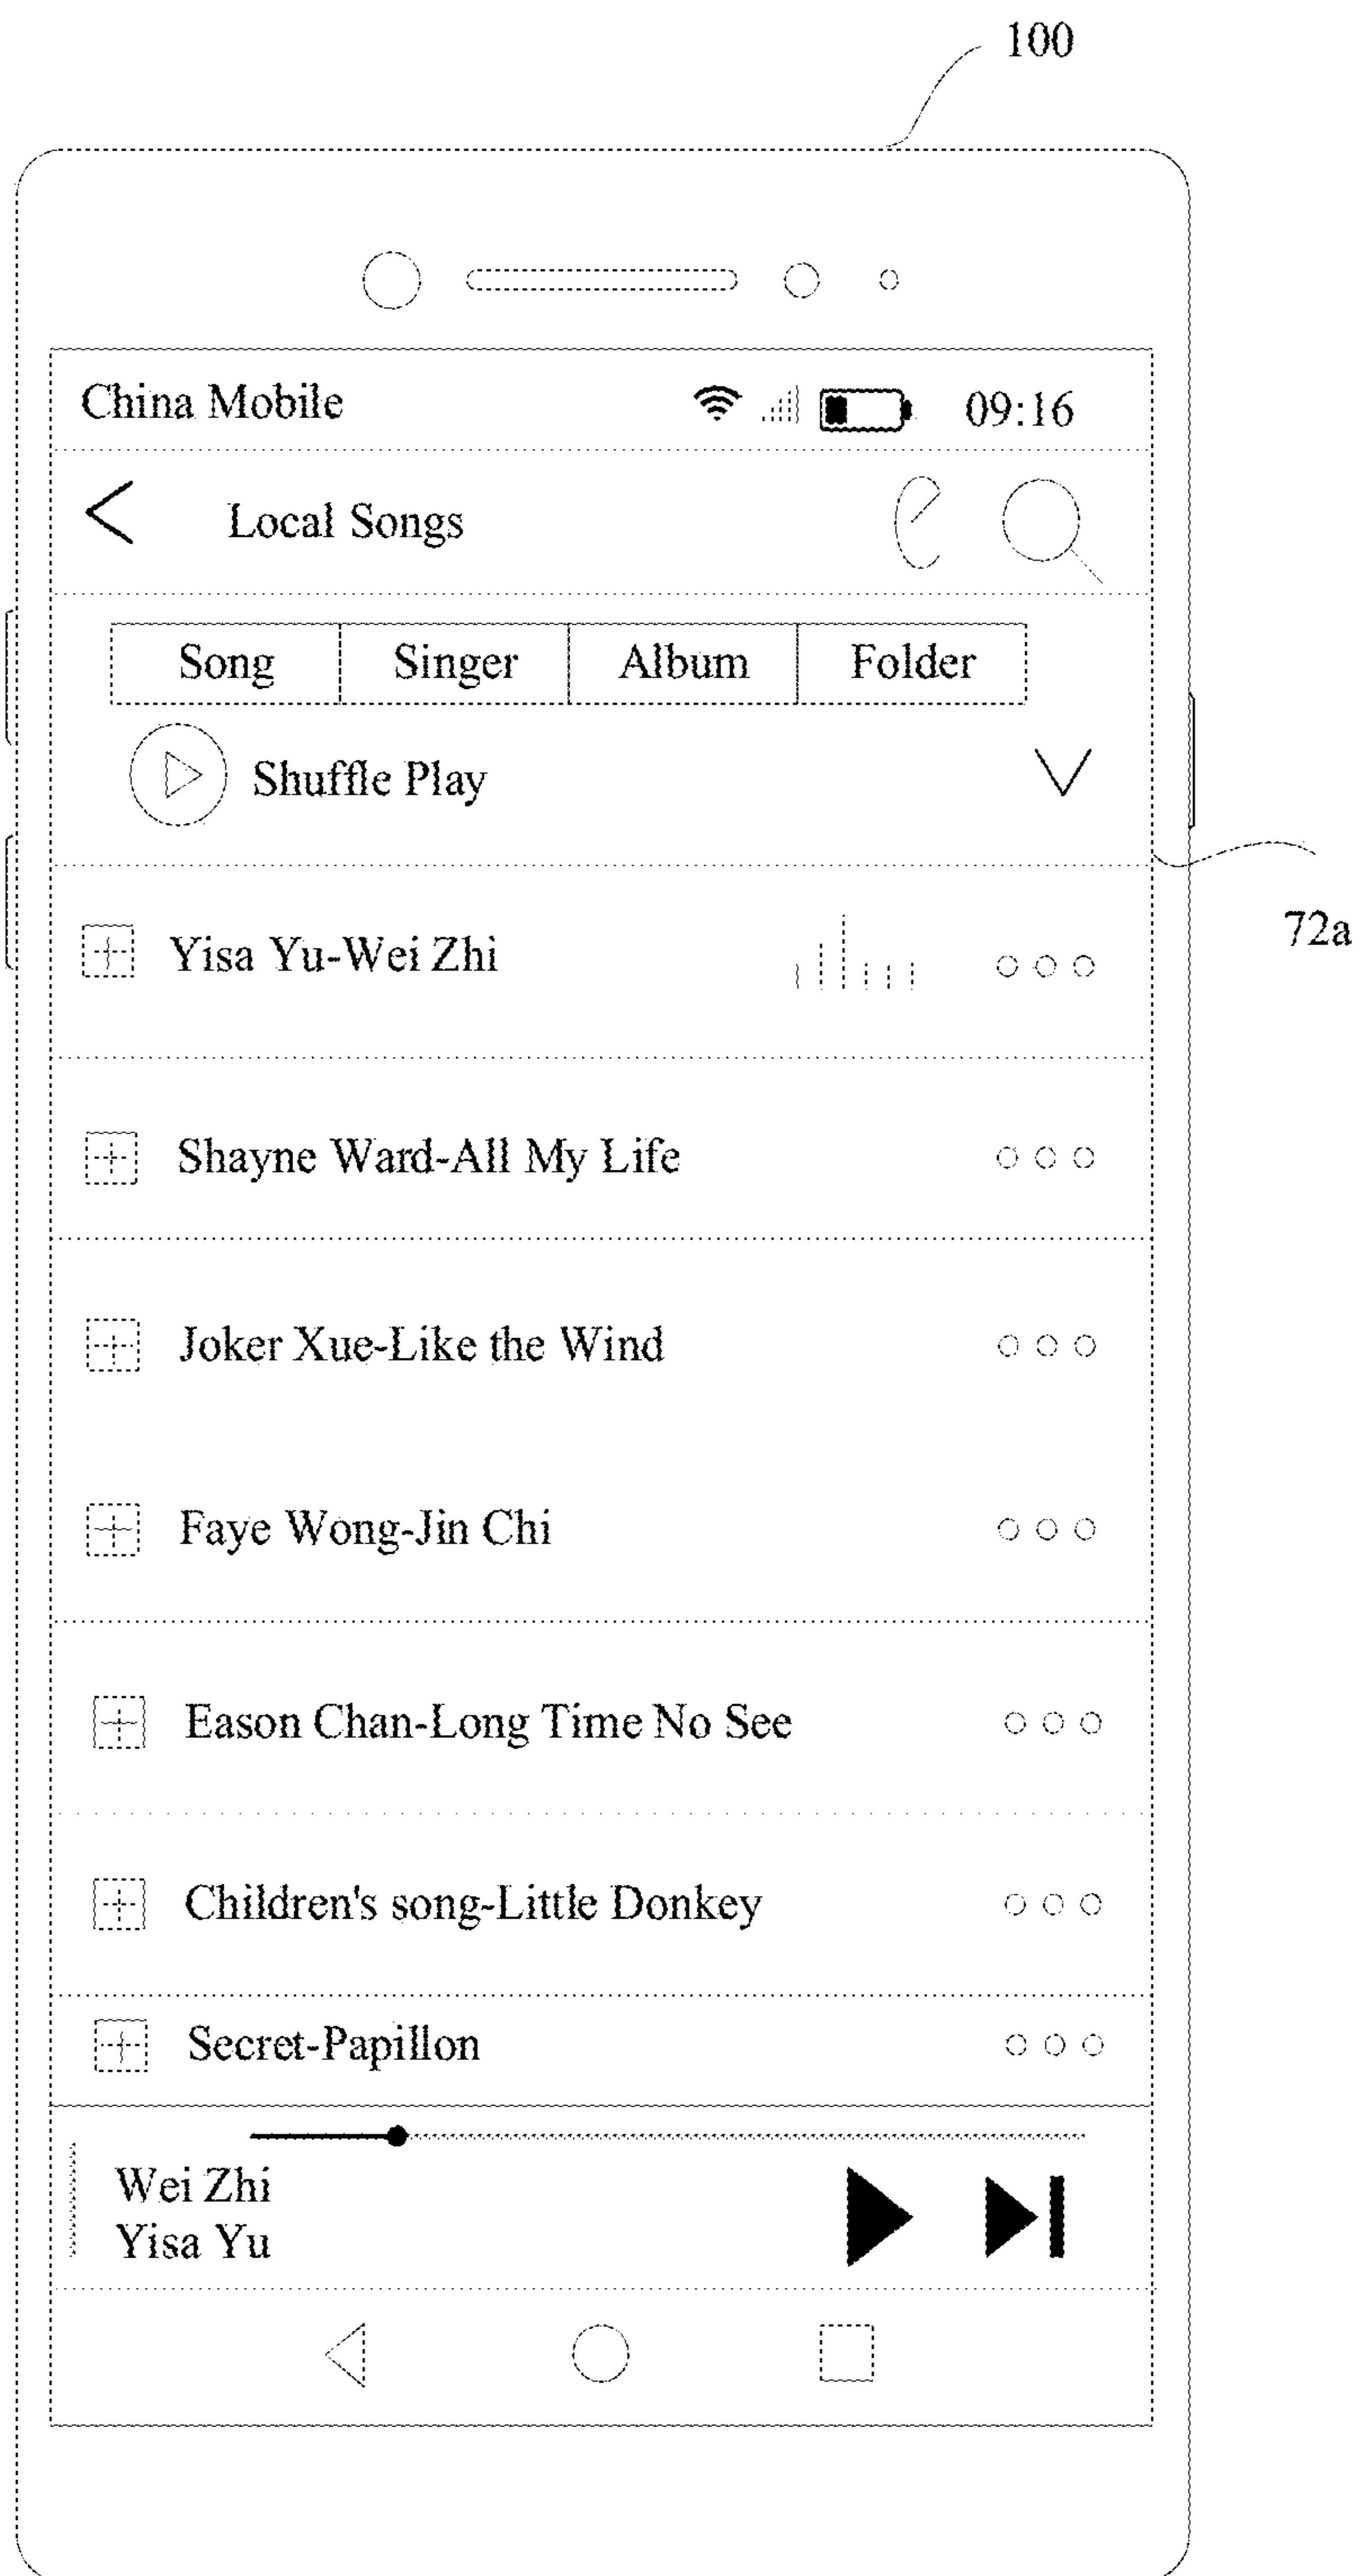 100
China Mobile 09:16
Local Songs
Song Singer Album Folder
Shuffle Play
72a
Yisa Yu-Wei Zhi
Shayne Ward-All My Life
Joker Xue-Like the Wind
Faye Wong-Jin Chi
Eason Chan-Long Time No See
Children's song-Little Donkey
Secret-Papillon
Wei Zhi
Yisa Yu